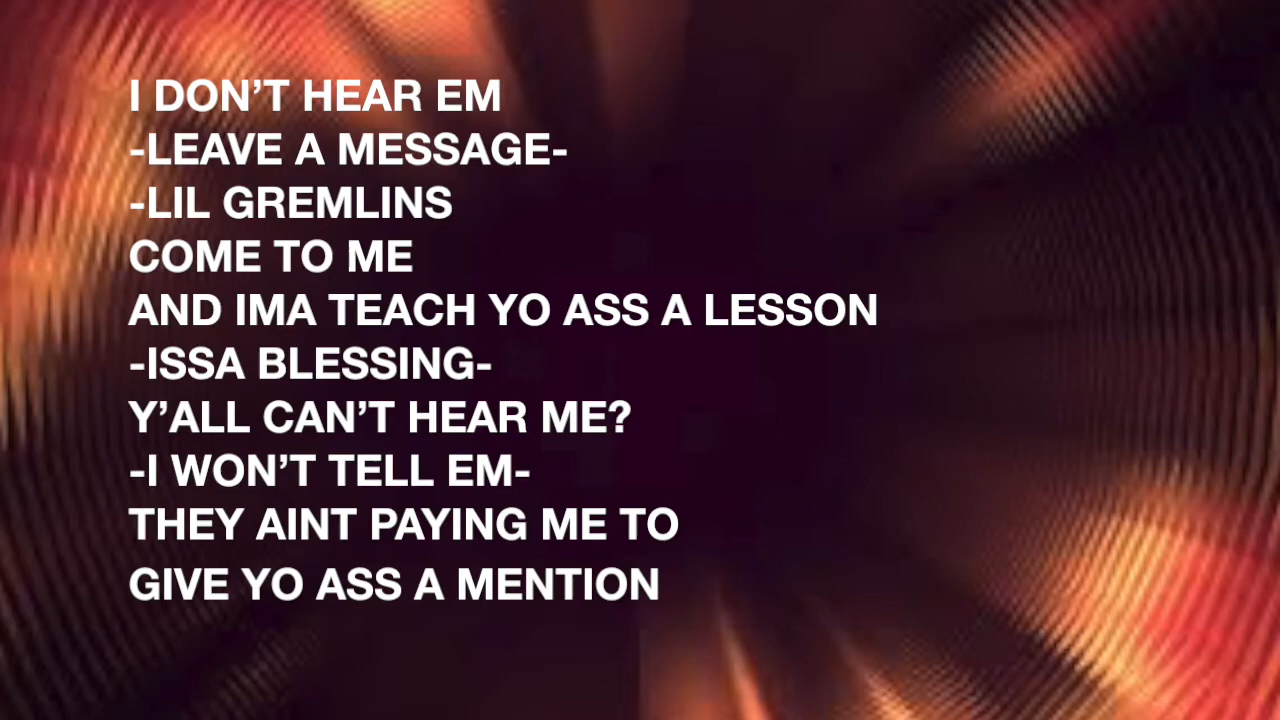 I DON’T HEAR EM
-LEAVE A MESSAGE-
-LIL GREMLINS
COME TO ME
AND IMA TEACH YO ASS A LESSON
-ISSA BLESSING-
Y’ALL CAN’T HEAR ME?
-I WON’T TELL EM-
THEY AINT PAYING ME TO
GIVE YO ASS A MENTION